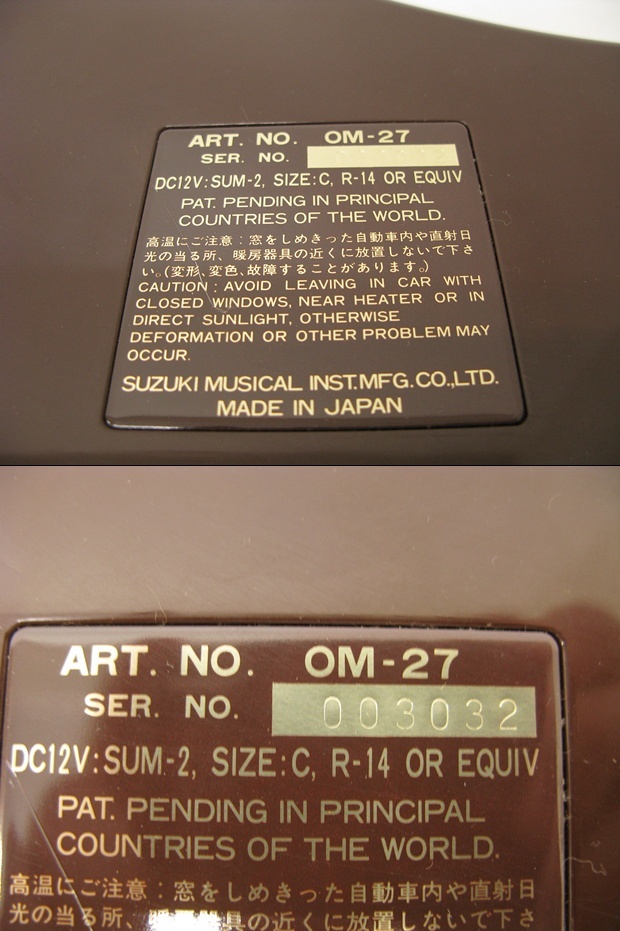 ART. NO. OM-27
SER. NO.
DC12V:SUM-2, SIZE:C, R-14 OR EQUIV
PAT. PENDING IN PRINCIPAL
COUNTRIES OF THE WORLD.
高温にご注意：窓をしめきった自動車内や直射日
光の当る所、暖房器具の近くに放置しないで下さ
い。(変形、変色、故障することがあります。)
CAUTION : AVOID LEAVING IN CAR WITH
CLOSED WINDOWS, NEAR HEATER OR IN
DIRECT SUNLIGHT, OTHERWISE
DEFORMATION OR OTHER PROBLEM MAY
OCCUR.
SUZUKI MUSICAL INST.MFG.CO.,LTD.
MADE IN JAPAN
ART. NO. OM-27
SER. NO. 003032
DC12V:SUM-2, SIZE:C, R-14 OR EQUIV
PAT. PENDING IN PRINCIPAL
COUNTRIES OF THE WORLD.
高温にご注意：窓をしめきった自動車内や直射日
光の当る所、暖房器具の近くに放置しないで下さ